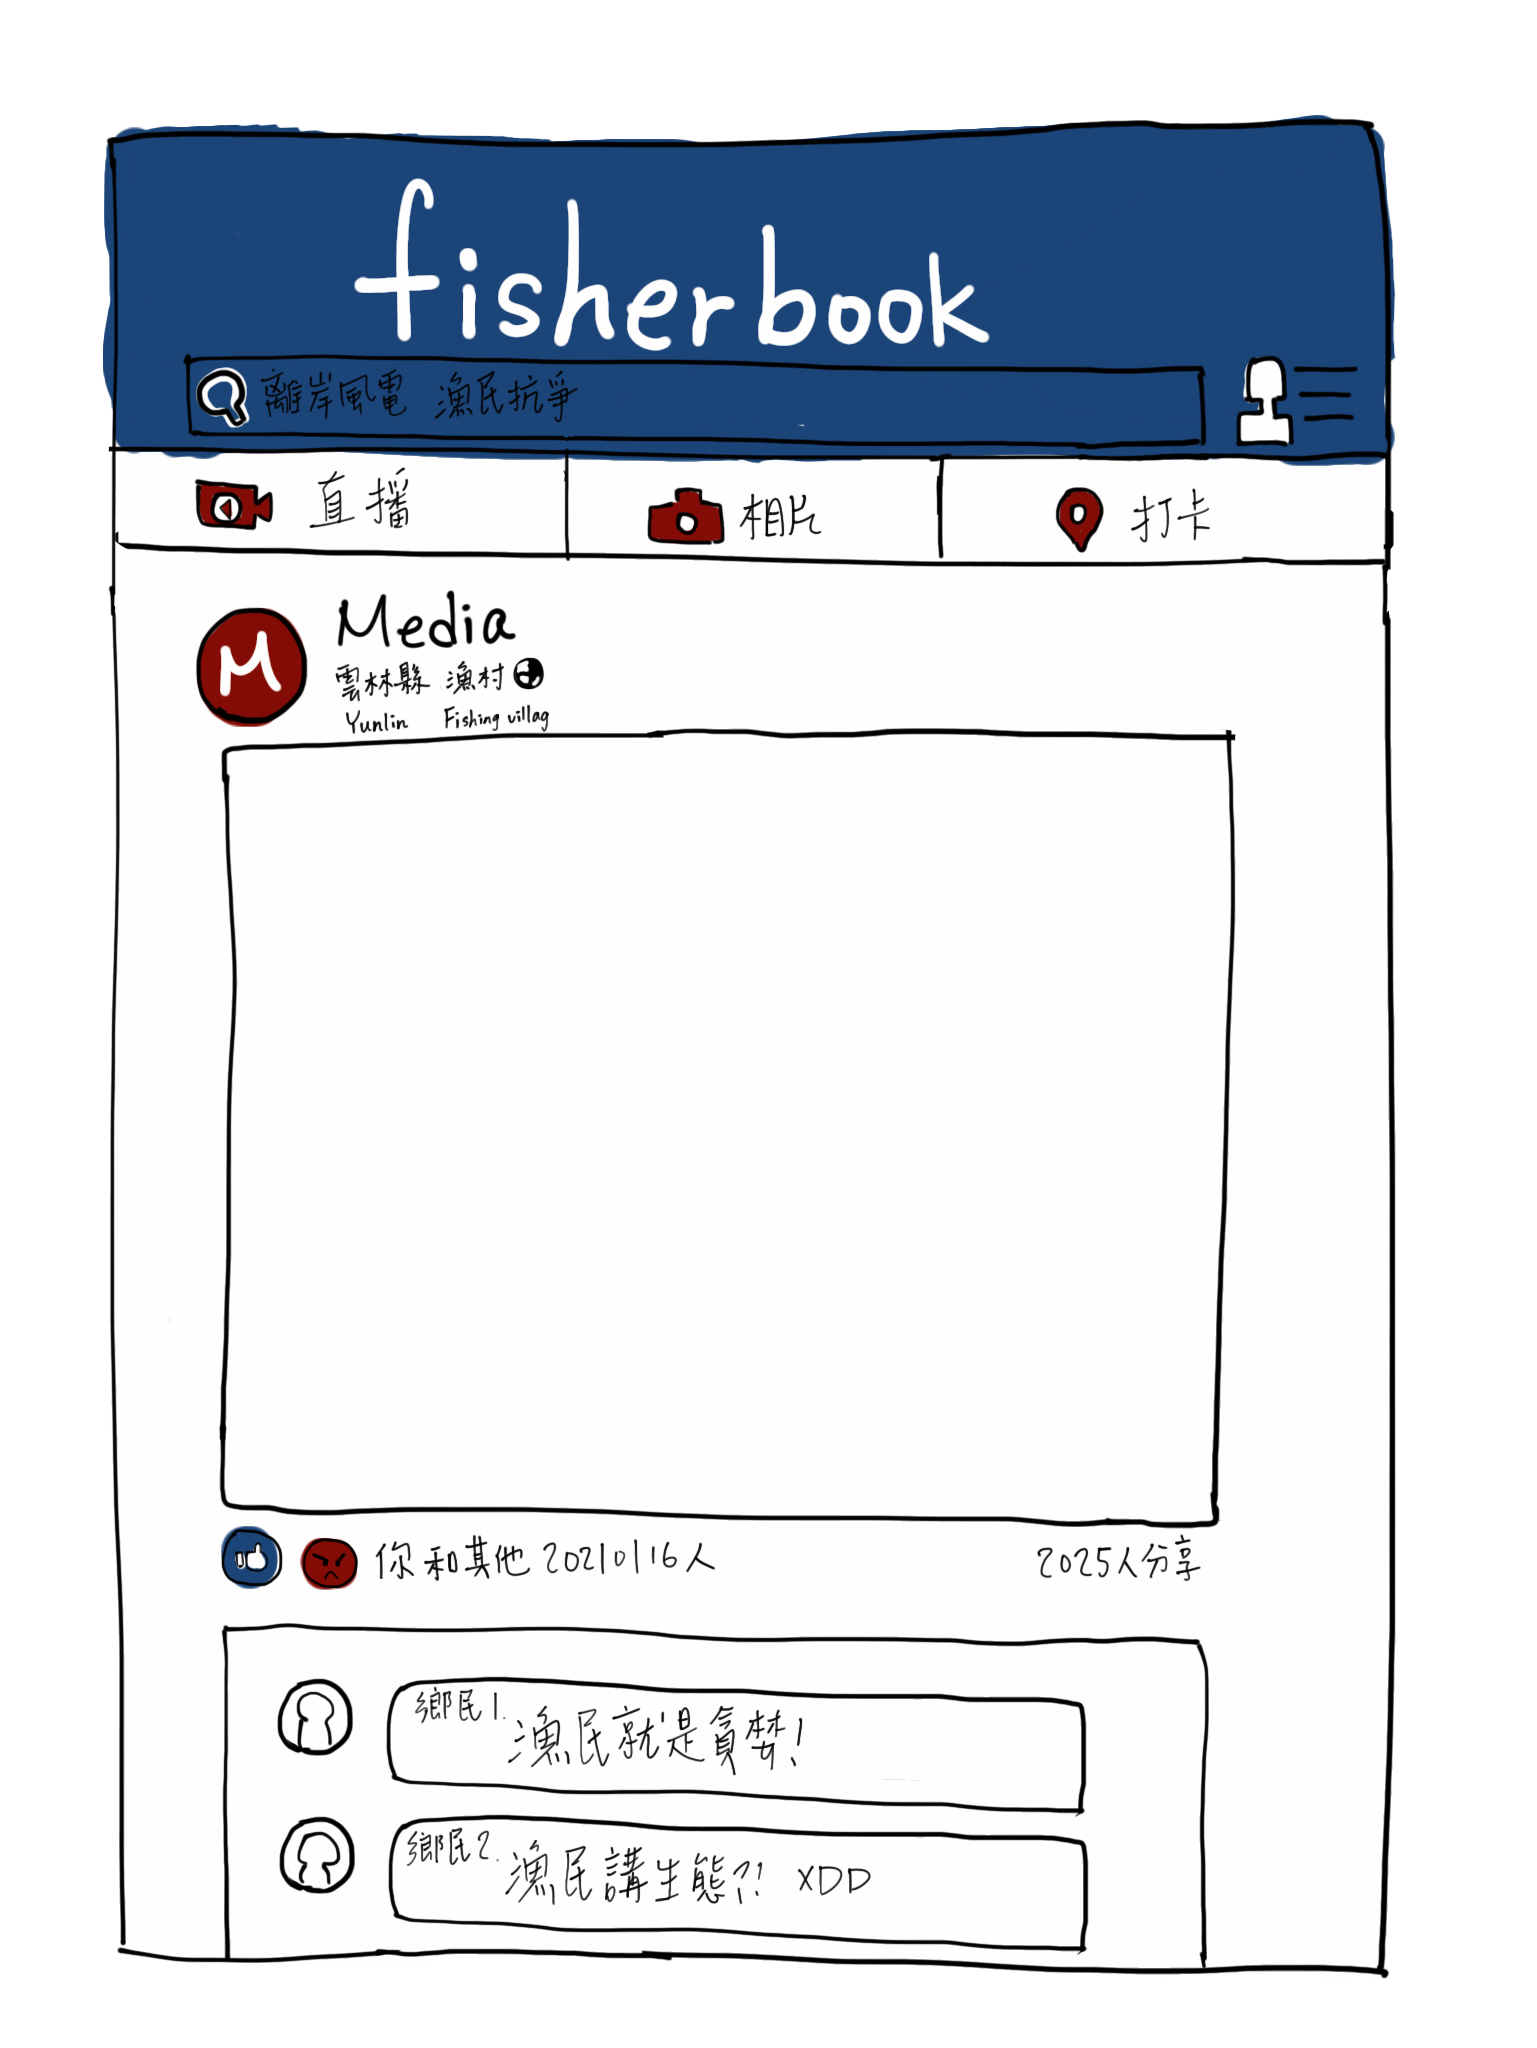 fisherbook
離岸風電 漁民抗爭
直播 相片 打卡
M
Media
雲林縣 漁村
Yunlin Fishing villag
你和其他20210116人 2025人分享
鄉民1.
漁民就是貪婪!
鄉民2.
漁民講生態?! XDD